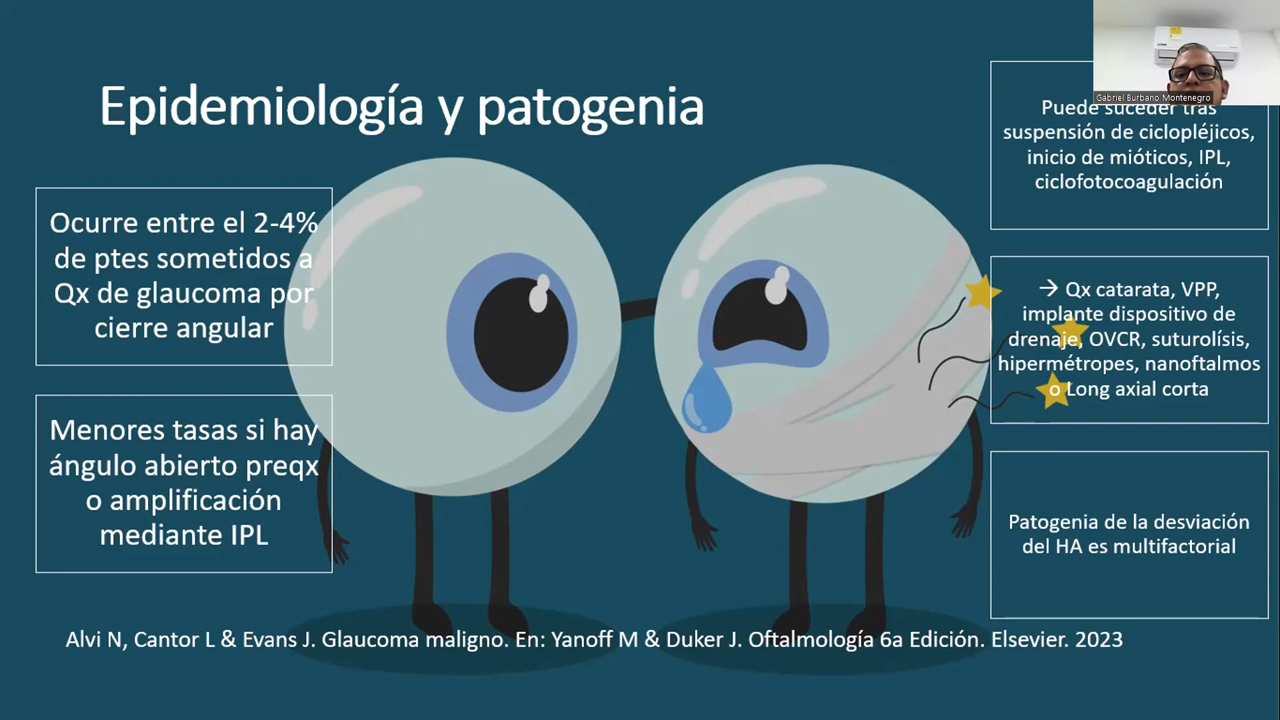 Epidemiología y patogenia
Ocurre entre el 2-4%
de ptes sometidos a
Qx de glaucoma por
cierre angular
Menores tasas si hay
ángulo abierto preqx
o amplificación
mediante IPL
Gabriel Burbano Montenegro
Puede suceder tras
suspensión de ciclopléjicos,
inicio de mióticos, IPL,
ciclofotocoagulación
→ Qx catarata, VPP,
implante dispositivo de
drenaje, OVCR, suturolísis,
hipermétropes, nanoftalmos
o Long axial corta
Patogenia de la desviación
del HA es multifactorial
Alvi N, Cantor L & Evans J. Glaucoma maligno. En: Yanoff M & Duker J. Oftalmología 6a Edición. Elsevier. 2023